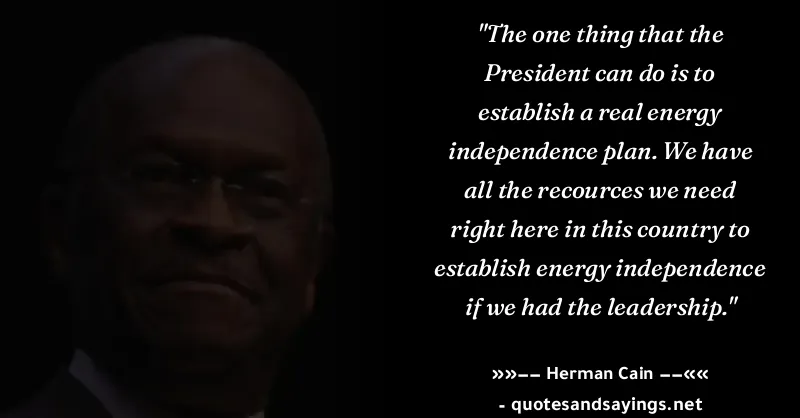 "The one thing that the
President can do is to
establish a real energy
independence plan. We have
all the recources we need
right here in this country to
establish energy independence
if we had the leadership."
»»−− Herman Cain −−««
- quotesandsayings.net